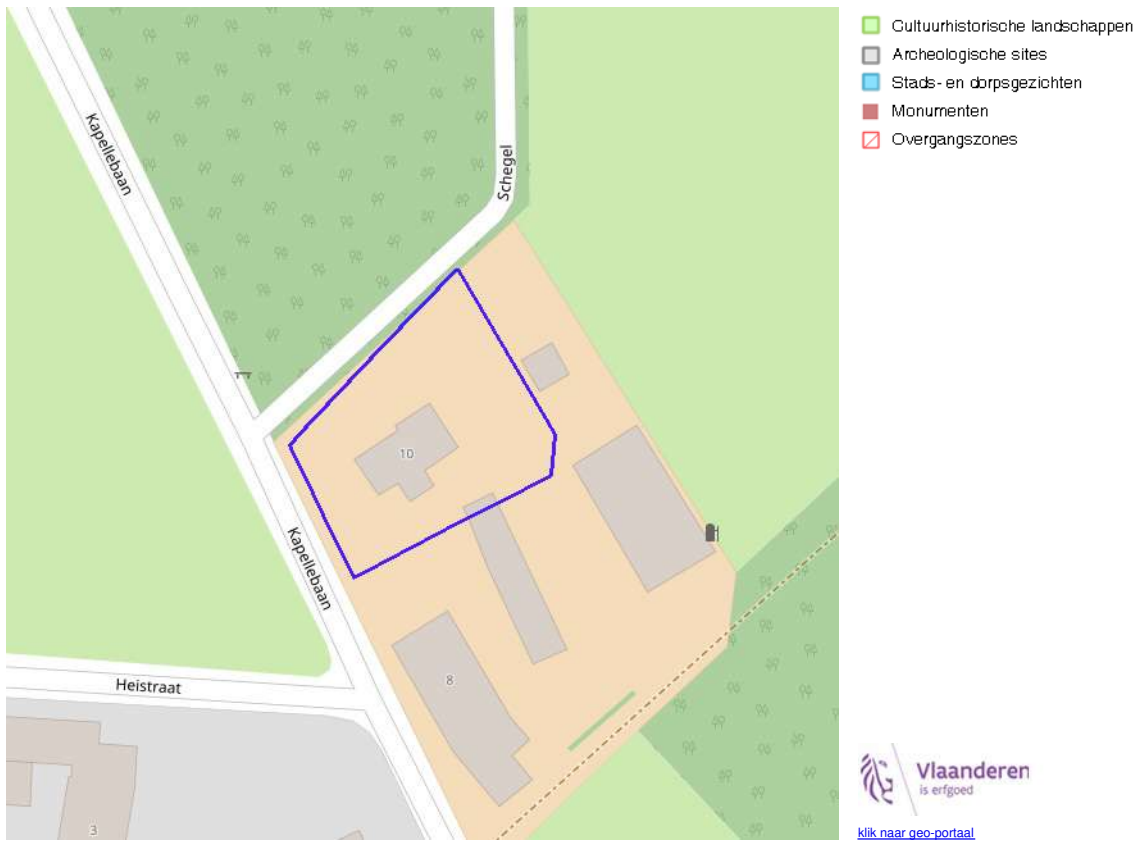 Kapellebaan
Schegel
10
Kapellebaan
8
Heistraat
3
Cultuurhistorische landschappen
Archeologische sites
Stads- en dorpsgezichten
Monumenten
Overgangszones
Vlaanderen
is erfgoed
klik naar geo-portaal